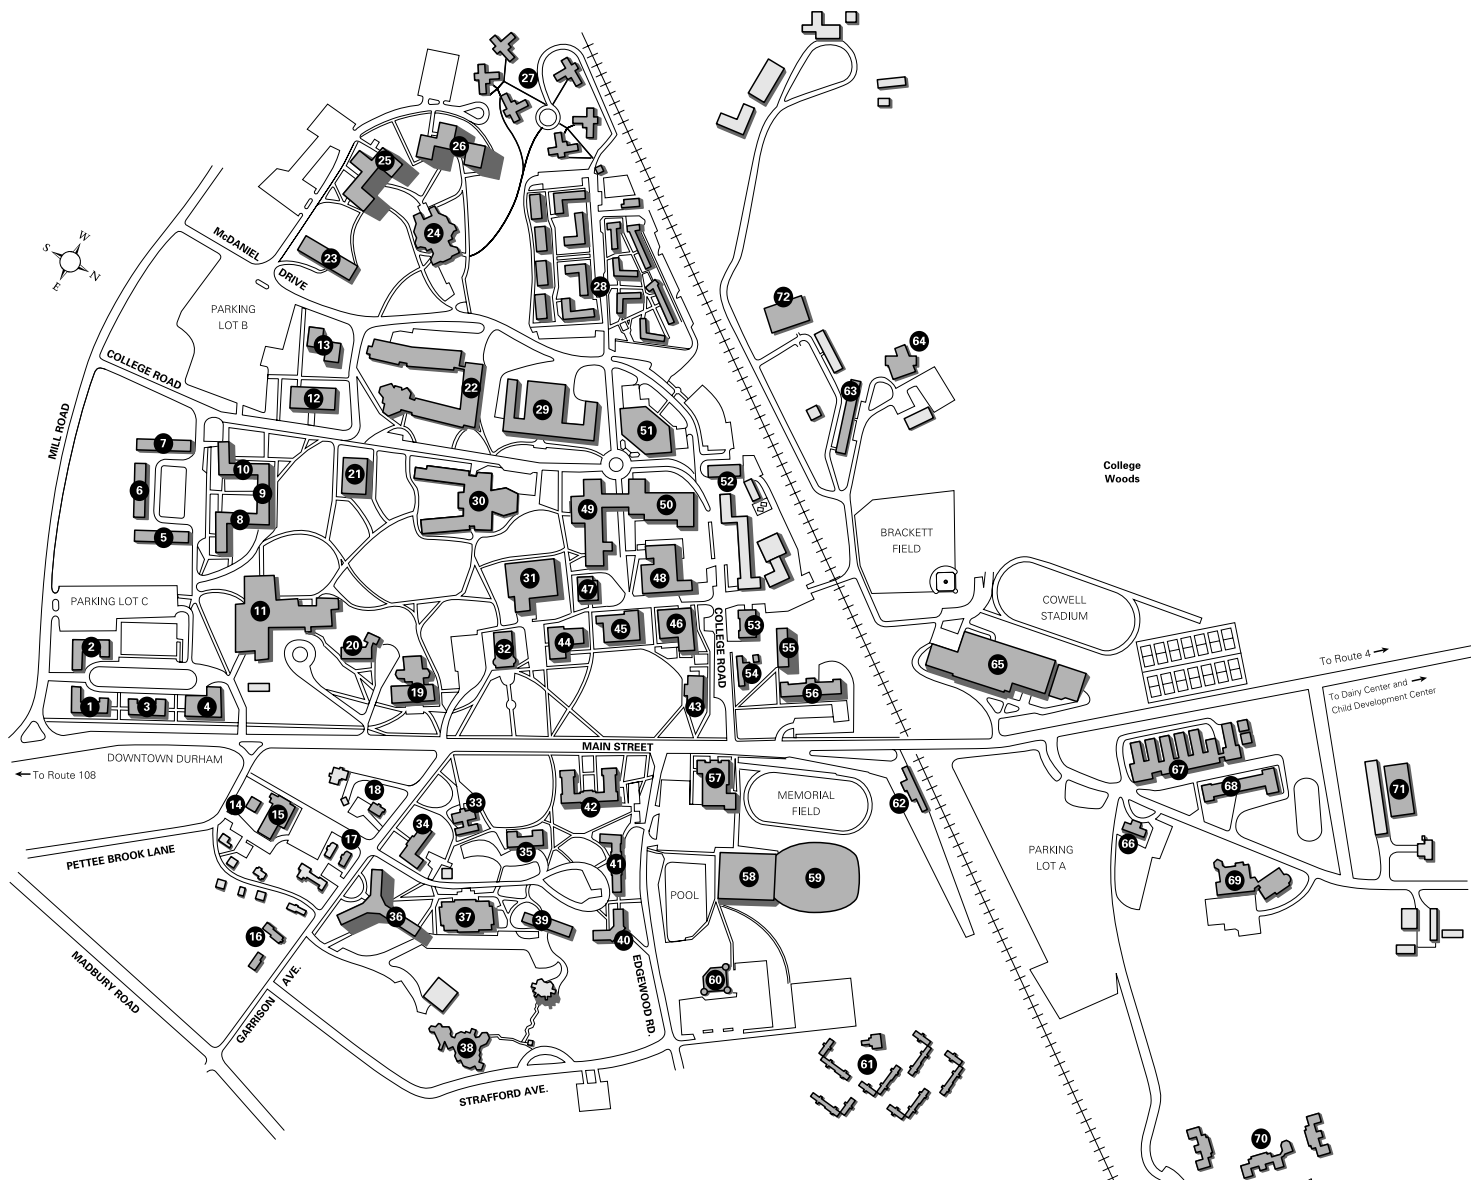 27
26
25
24
McDANIEL
DRIVE
23
W
S
N
E
28
72
PARKING
LOT B
13
64
COLLEGE ROAD
22
63
12
29
MILL ROAD
51
7
10
21
College
Woods
52
6
9
30
50
49
8
5
BRACKETT
FIELD
31
48
47
PARKING LOT C
11
COWELL
STADIUM
COLLEGE ROAD
53
46
45
44
2
20
32
55
65
To Route 4
54
19
56
To Dairy Center and
Child Development Center
1
3
4
43
MAIN STREET
DOWNTOWN DURHAM
To Route 108
57
67
18
68
71
14
15
33
42
MEMORIAL
FIELD
62
34
17
35
66
PETTEE BROOK LANE
41
PARKING
LOT A
58
59
69
POOL
36
37
39
16
40
MADBURY ROAD
GARRISON AVE.
EDGEWOOD RD.
60
38
61
STRAFFORD AVE.
70